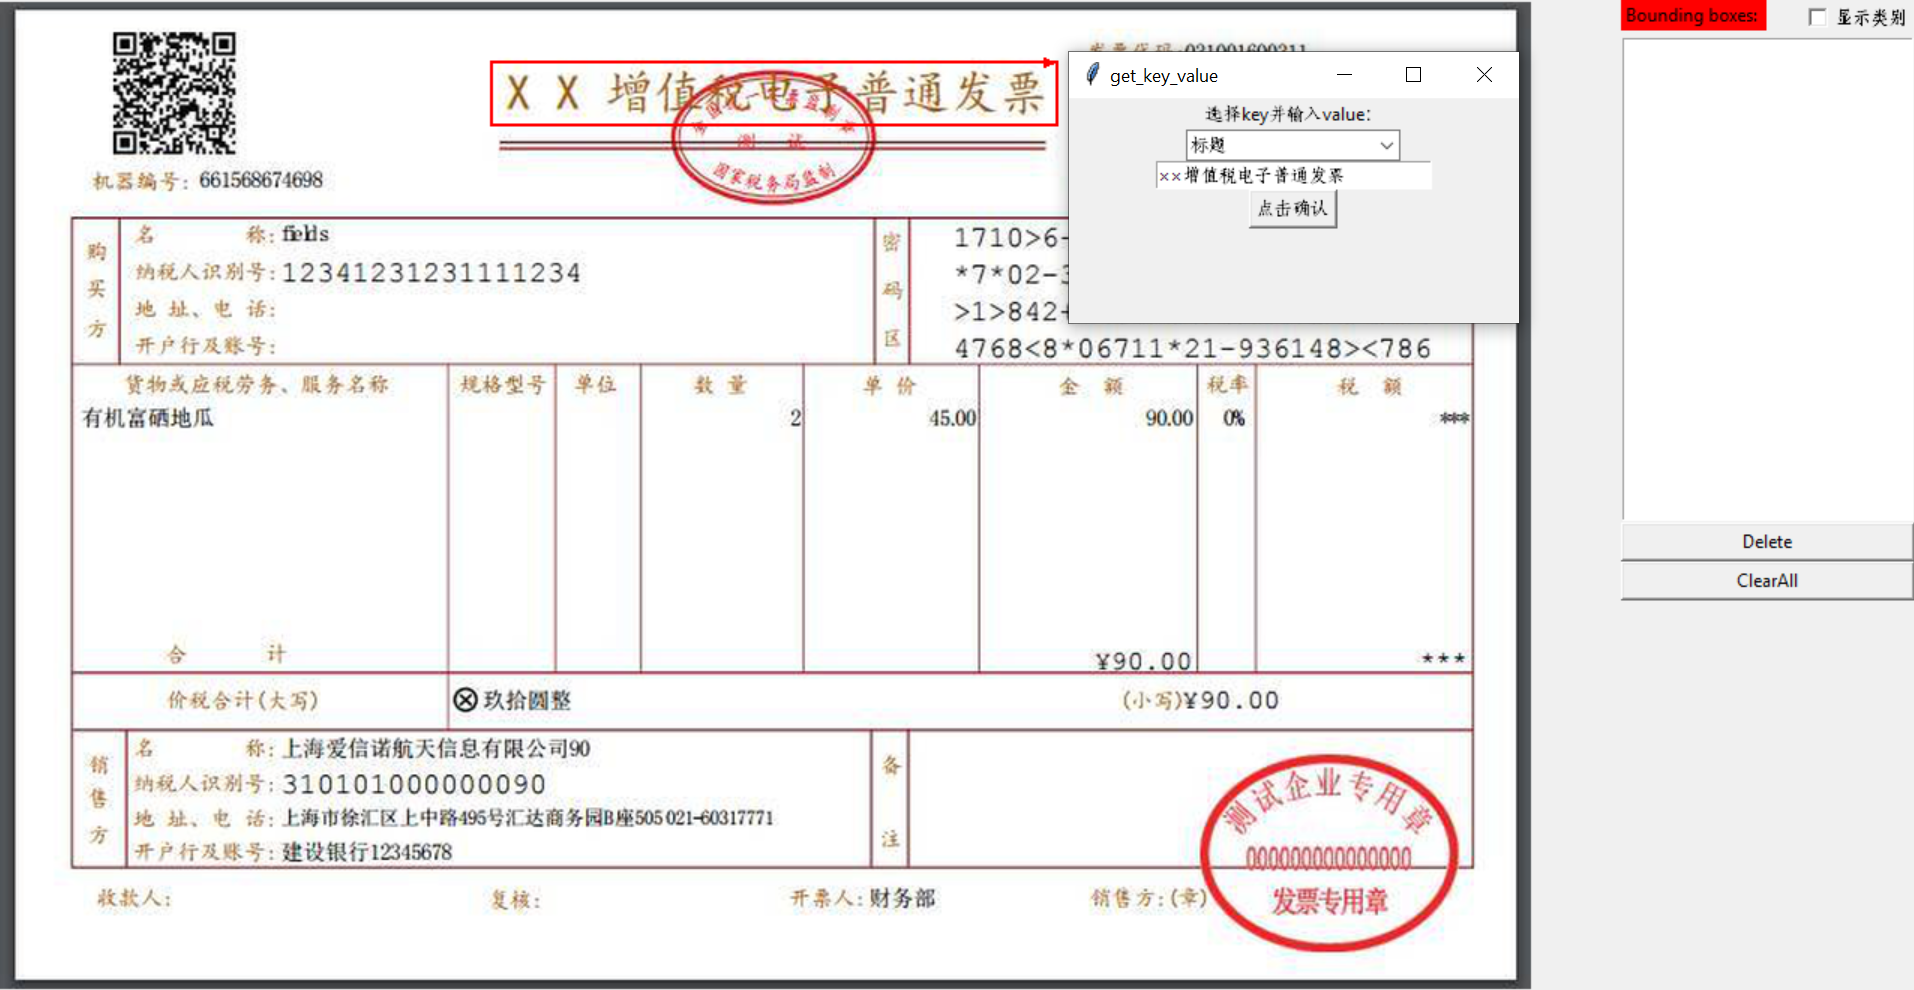 Bounding boxes:
显示类别
get_key_value
选择key并输入value:
标题
××增值税电子普通发票
点击确认
Delete
ClearAll
X X 增值税电子普通发票
测 试
国家税务局监制
机器编号: 661568674698
购买方
名 称: fields
纳税人识别号: 12341231231111234
地 址、电 话:
开户行及账号:
密码区
1710>6-
*7*02-3
>1>842+
4768<8*06711*21-936148><786
货物或应税劳务、服务名称 规格型号 单位 数 量 单 价 金 额 税率 税 额
有机富硒地瓜 2 45.00 90.00 0% ***
合 计 ¥90.00 ***
价税合计(大写) ⊗玖拾圆整 (小写)¥90.00
销售方
名 称: 上海爱信诺航天信息有限公司90
纳税人识别号: 310101000000090
地 址、电 话: 上海市徐汇区上中路495号汇达商务园B座505 021-60317771
开户行及账号: 建设银行12345678
备注
测试企业专用章
000000000000000
发票专用章
收款人: 复核: 开票人: 财务部 销售方:(章)